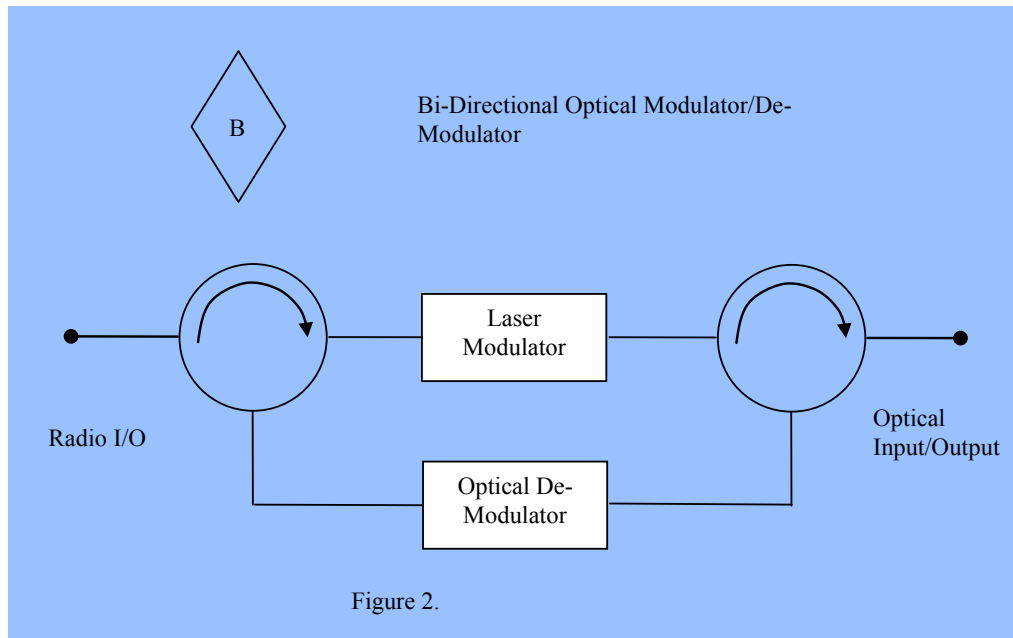 B
Bi-Directional Optical Modulator/De-
Modulator
Laser
Modulator
Radio I/O
Optical
Input/Output
Optical De-
Modulator
Figure 2.